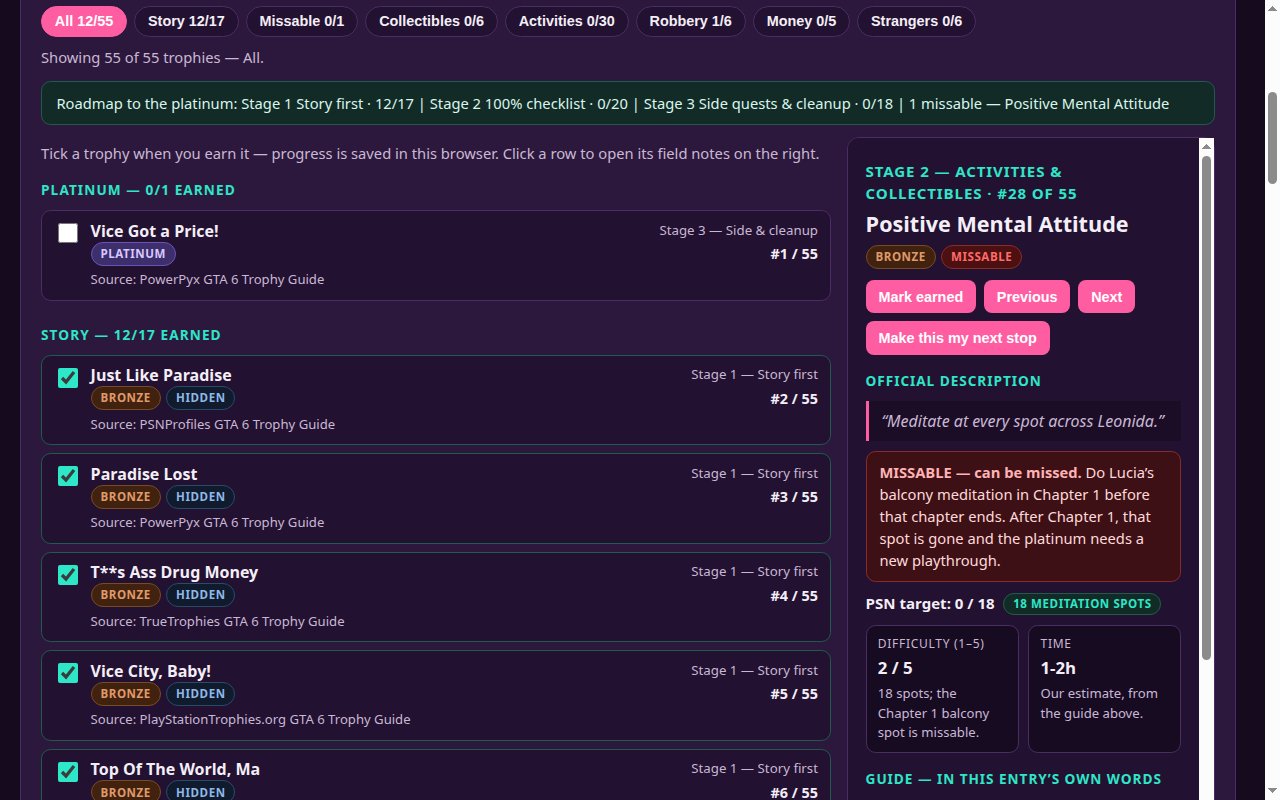 All 12/55
Story 12/17
Missable 0/1
Collectibles 0/6
Activities 0/30
Robbery 1/6
Money 0/5
Strangers 0/6
Showing 55 of 55 trophies — All.
Roadmap to the platinum: Stage 1 Story first · 12/17 | Stage 2 100% checklist · 0/20 | Stage 3 Side quests & cleanup · 0/18 | 1 missable — Positive Mental Attitude
Tick a trophy when you earn it — progress is saved in this browser. Click a row to open its field notes on the right.
PLATINUM — 0/1 EARNED
Vice Got a Price!
Stage 3 — Side & cleanup
PLATINUM
#1 / 55
Source: PowerPyx GTA 6 Trophy Guide
STORY — 12/17 EARNED
Just Like Paradise
Stage 1 — Story first
BRONZE
HIDDEN
#2 / 55
Source: PSNProfiles GTA 6 Trophy Guide
Paradise Lost
Stage 1 — Story first
BRONZE
HIDDEN
#3 / 55
Source: PowerPyx GTA 6 Trophy Guide
T**s Ass Drug Money
Stage 1 — Story first
BRONZE
HIDDEN
#4 / 55
Source: TrueTrophies GTA 6 Trophy Guide
Vice City, Baby!
Stage 1 — Story first
BRONZE
HIDDEN
#5 / 55
Source: PlayStationTrophies.org GTA 6 Trophy Guide
Top Of The World, Ma
Stage 1 — Story first
BRONZE
HIDDEN
#6 / 55
STAGE 2 — ACTIVITIES &
COLLECTIBLES · #28 OF 55
Positive Mental Attitude
BRONZE
MISSABLE
Mark earned
Previous
Next
Make this my next stop
OFFICIAL DESCRIPTION
“Meditate at every spot across Leonida.”
MISSABLE — can be missed. Do Lucia’s
balcony meditation in Chapter 1 before
that chapter ends. After Chapter 1, that
spot is gone and the platinum needs a
new playthrough.
PSN target: 0 / 18
18 MEDITATION SPOTS
DIFFICULTY (1–5)
2 / 5
18 spots; the
Chapter 1 balcony
spot is missable.
TIME
1-2h
Our estimate, from
the guide above.
GUIDE — IN THIS ENTRY’S OWN WORDS